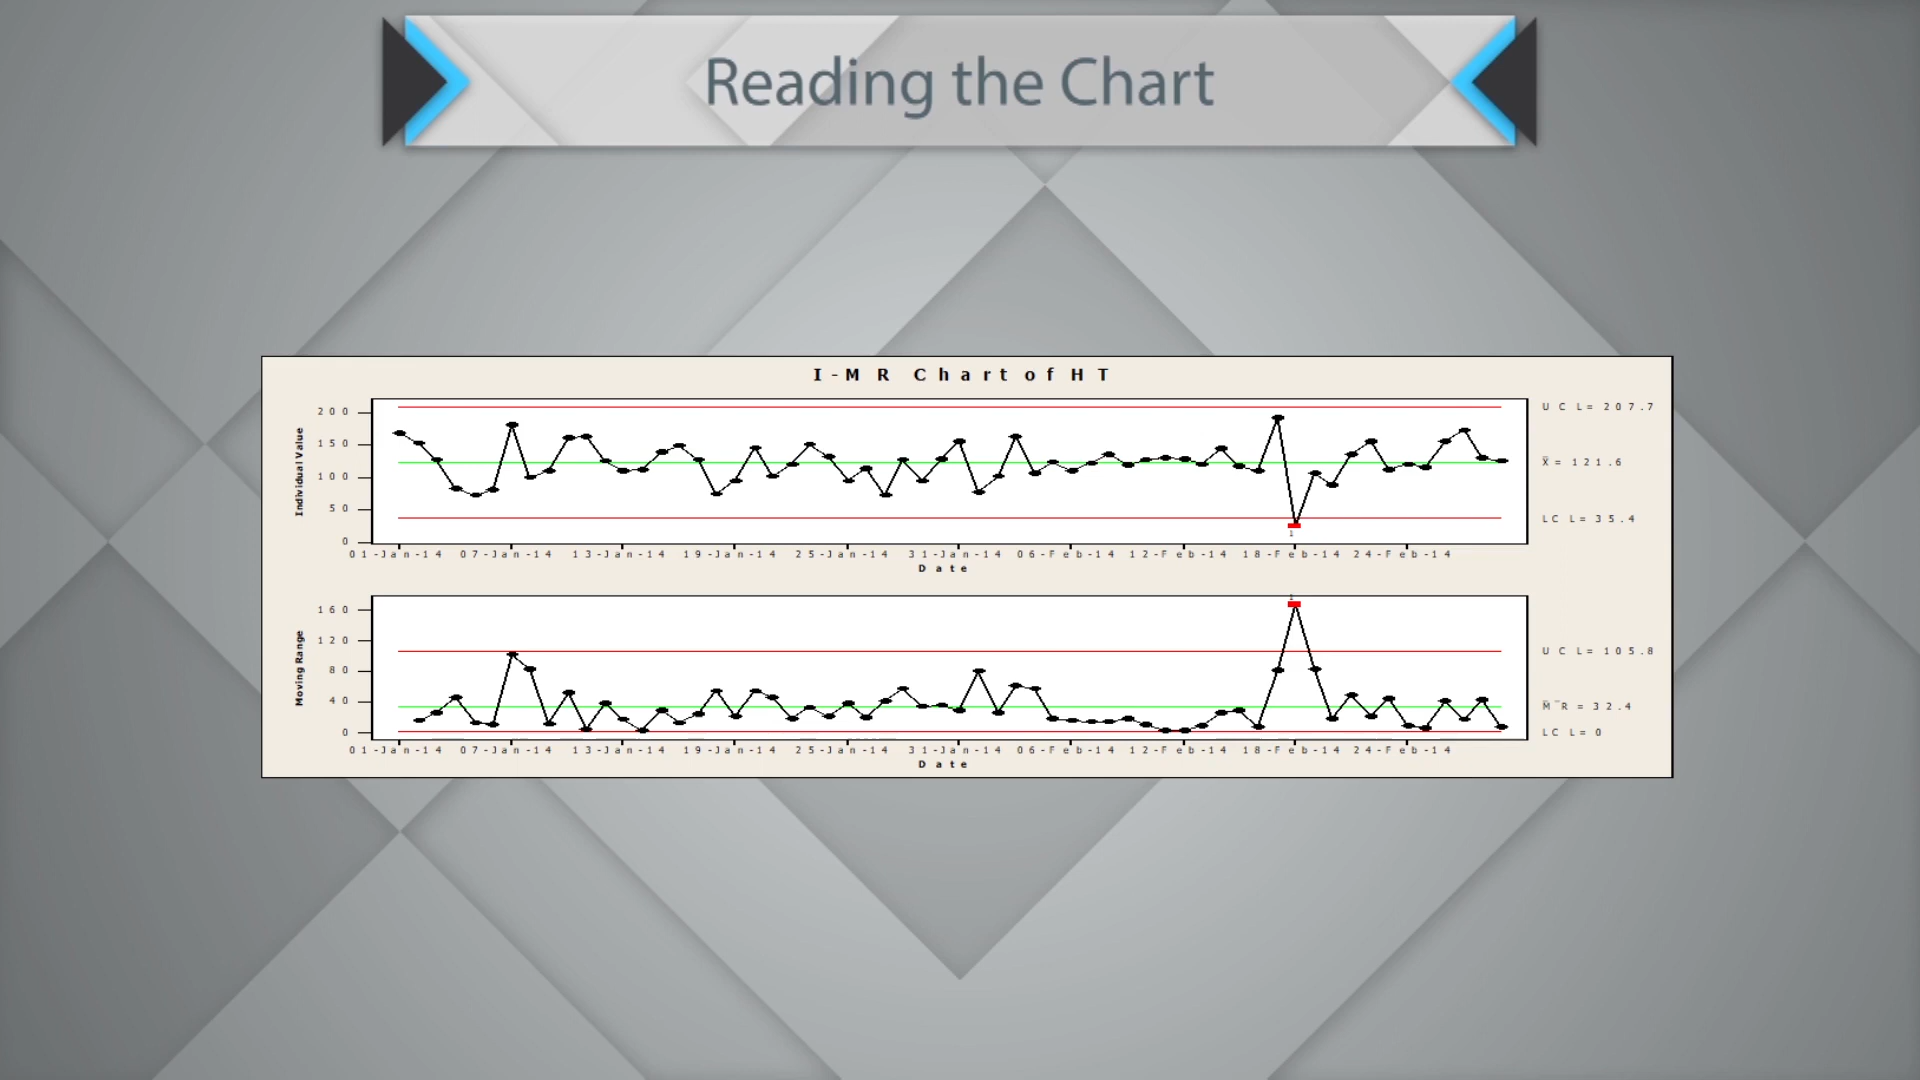 Reading the Chart
I-MR Chart of HT
Individual Value
200
150
100
50
0
UCL=207.7
X̅=121.6
LCL=35.4
1
01-Jan-14 07-Jan-14 13-Jan-14 19-Jan-14 25-Jan-14 31-Jan-14 06-Feb-14 12-Feb-14 18-Feb-14 24-Feb-14
Date
Moving Range
160
120
80
40
0
1
UCL=105.8
M̅R̅=32.4
LCL=0
01-Jan-14 07-Jan-14 13-Jan-14 19-Jan-14 25-Jan-14 31-Jan-14 06-Feb-14 12-Feb-14 18-Feb-14 24-Feb-14
Date